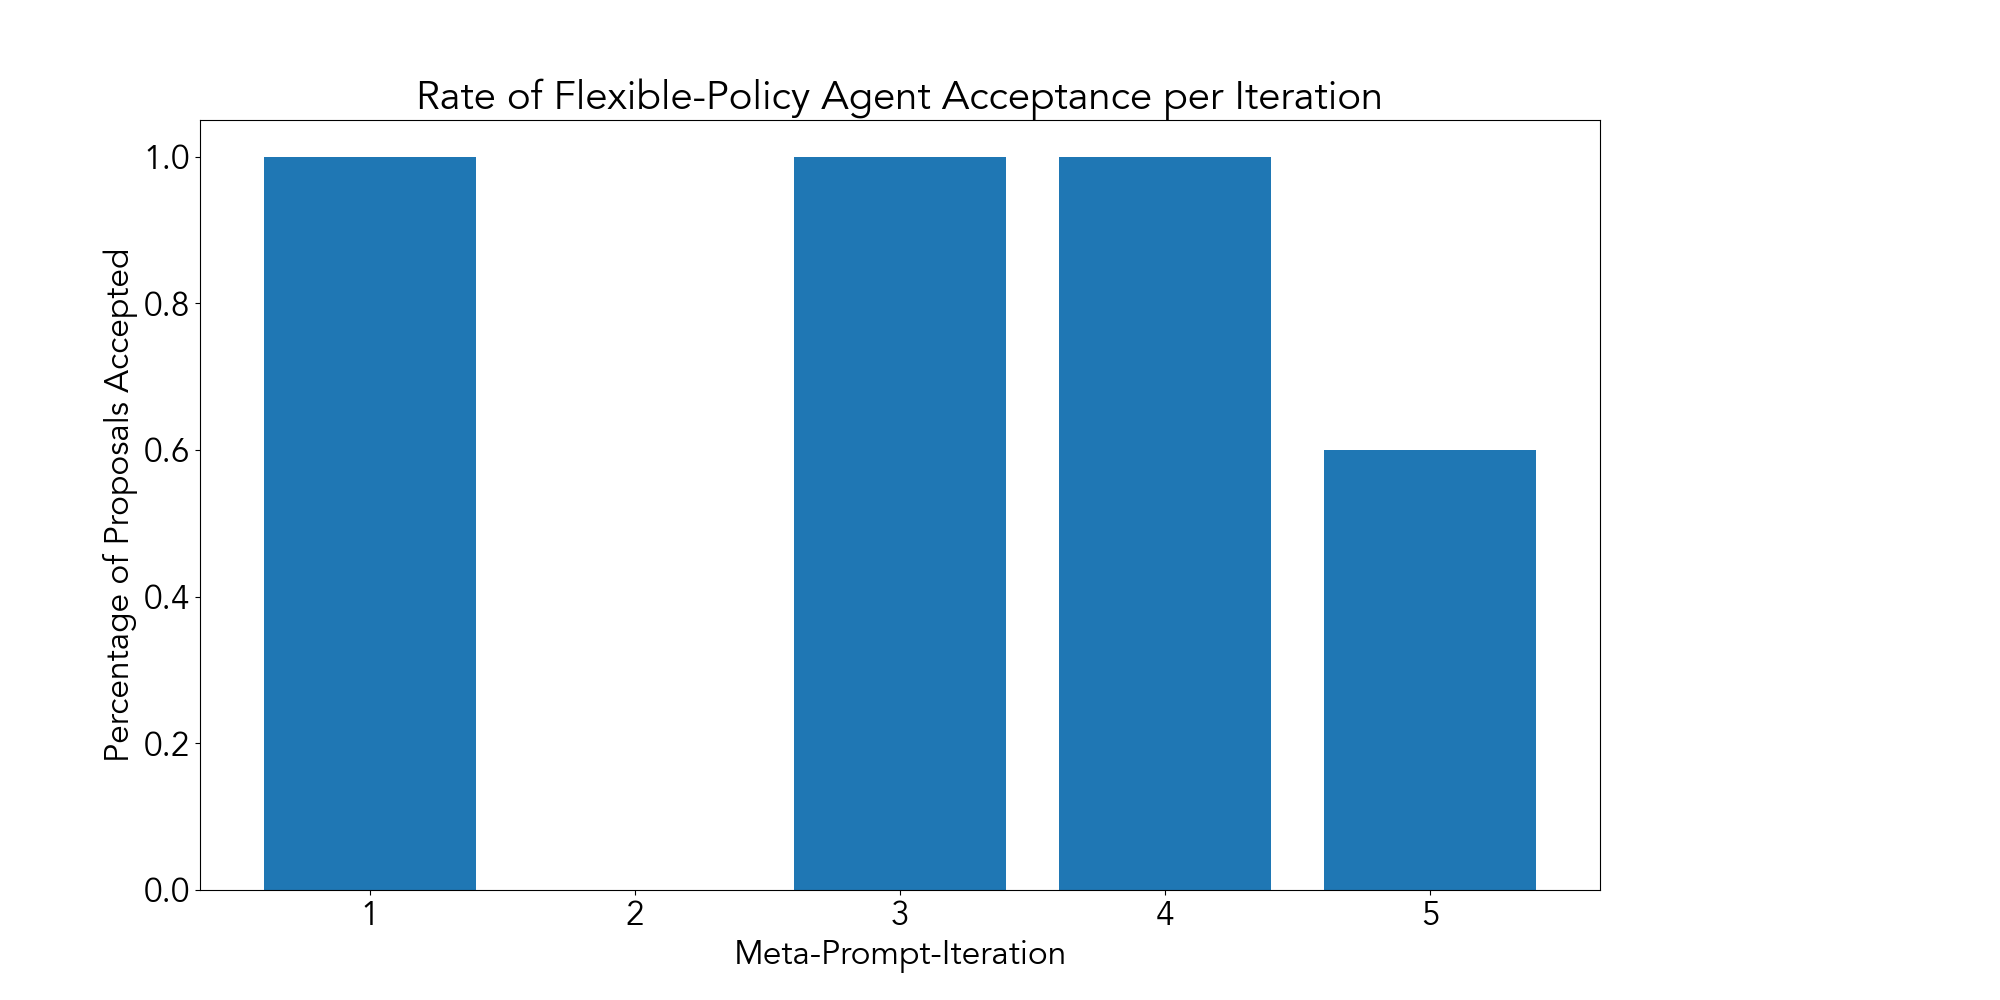 Rate of Flexible-Policy Agent Acceptance per Iteration
Percentage of Proposals Accepted
1.0
0.8
0.6
0.4
0.2
0.0
1 2 3 4 5
Meta-Prompt-Iteration